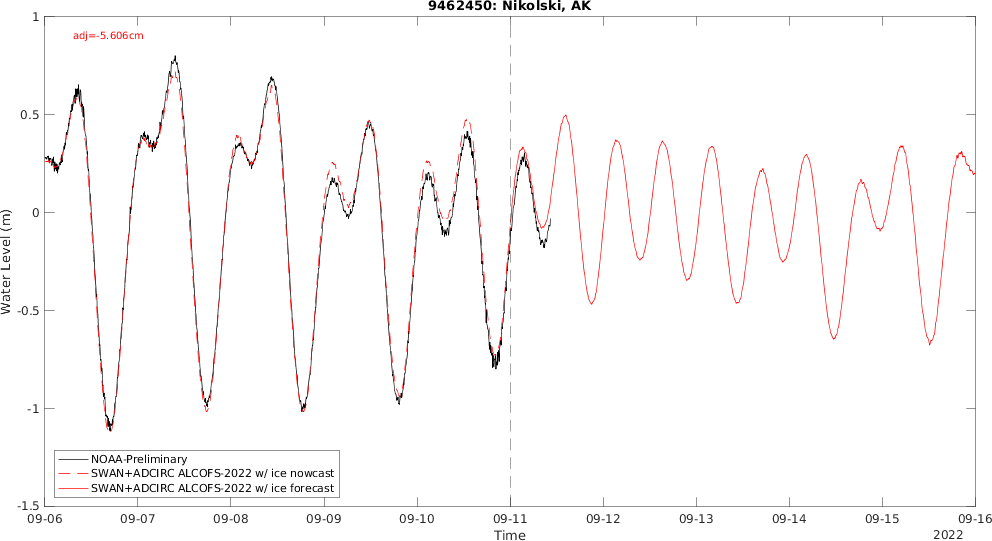 9462450: Nikolski, AK
adj=-5.606cm
1
0.5
0
-0.5
-1
-1.5
Water Level (m)
NOAA-Preliminary
SWAN+ADCIRC ALCOFS-2022 w/ ice nowcast
SWAN+ADCIRC ALCOFS-2022 w/ ice forecast
09-06 09-07 09-08 09-09 09-10 09-11 09-12 09-13 09-14 09-15 09-16
Time
2022